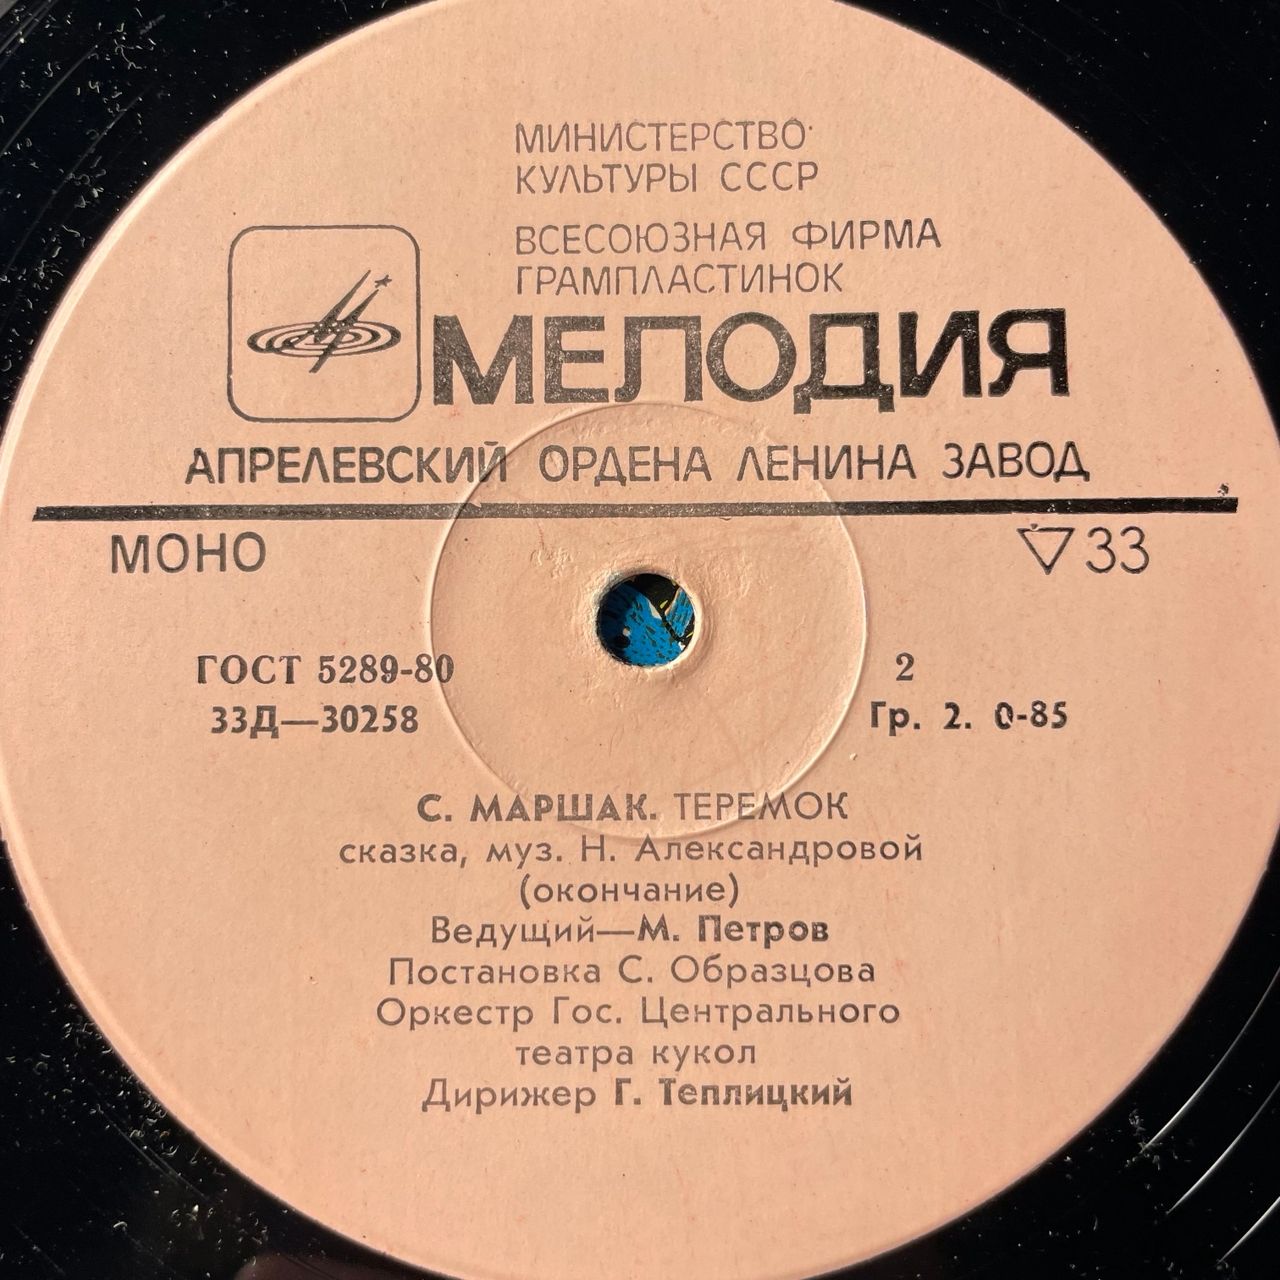 МИНИСТЕРСТВО
КУЛЬТУРЫ СССР
ВСЕСОЮЗНАЯ ФИРМА
ГРАМПЛАСТИНОК
МЕЛОДИЯ
АПРЕЛЕВСКИЙ ОРДЕНА ЛЕНИНА ЗАВОД
МОНО
33
ГОСТ 5289-80
2
33Д—30258
Гр. 2. 0-85
С. МАРШАК. ТЕРЕМОК
сказка, муз. Н. Александровой
(окончание)
Ведущий—М. Петров
Постановка С. Образцова
Оркестр Гос. Центрального
театра кукол
Дирижер Г. Теплицкий